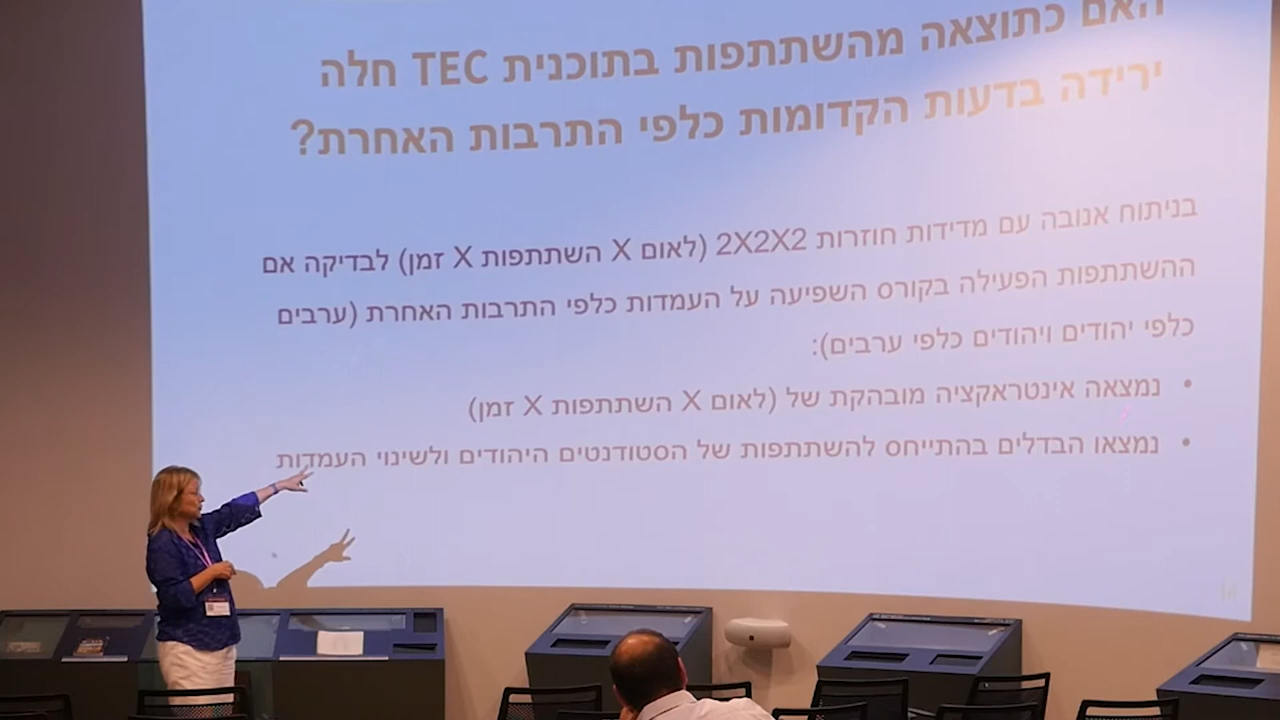 האם כתוצאה מהשתתפות בתוכנית TEC חלה
ירידה בדעות הקדומות כלפי התרבות האחרת?
בניתוח אנובה עם מדידות חוזרות 2X2X2 (לאום X השתתפות X זמן) לבדיקה אם
ההשתתפות הפעילה בקורס השפיעה על העמדות כלפי התרבות האחרת (ערבים
כלפי יהודים ויהודים כלפי ערבים):
• נמצאה אינטראקציה מובהקת של (לאום X השתתפות X זמן)
• נמצאו הבדלים בהתייחס להשתתפות של הסטודנטים היהודים ולשינוי העמדות